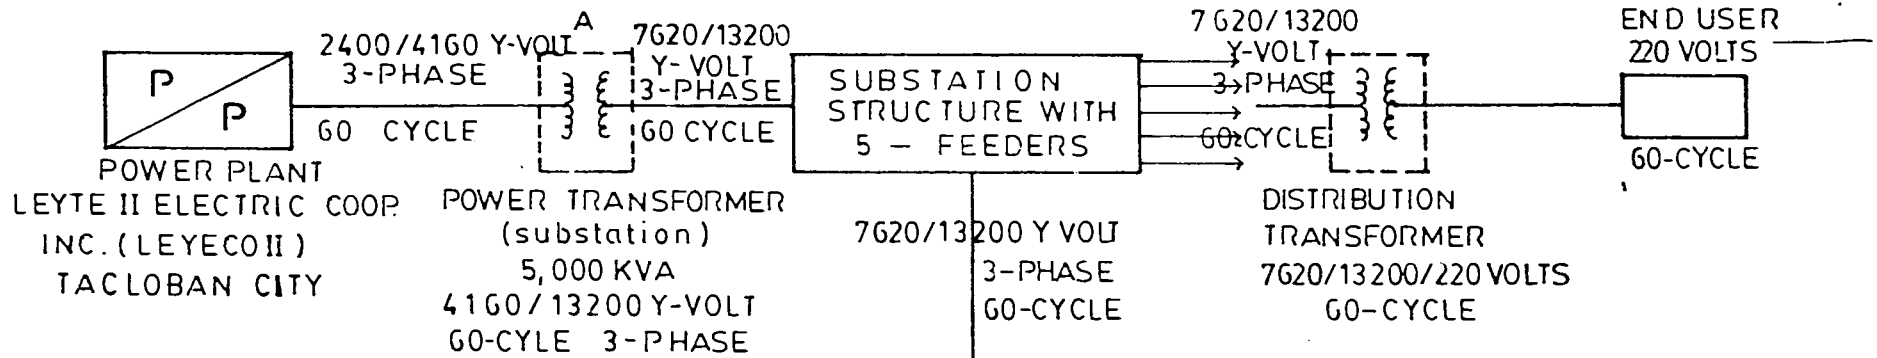 A
2400/4160 Y-VOLT
3-PHASE
60 CYCLE
7620/13200
Y-VOLT
3-PHASE
60 CYCLE
7620/13200
Y-VOLT
3-PHASE
60-CYCLE
END USER
220 VOLTS
60-CYCLE
P
P
SUBSTATION
STRUCTURE WITH
5 - FEEDERS
POWER PLANT
LEYTE II ELECTRIC COOP.
INC. (LEYECO II)
TACLOBAN CITY
POWER TRANSFORMER
(substation)
5,000 KVA
4160/13200 Y-VOLT
60-CYLE 3-PHASE
7620/13200 Y VOLT
3-PHASE
60-CYCLE
DISTRIBUTION
TRANSFORMER
7620/13200/220 VOLTS
60-CYCLE